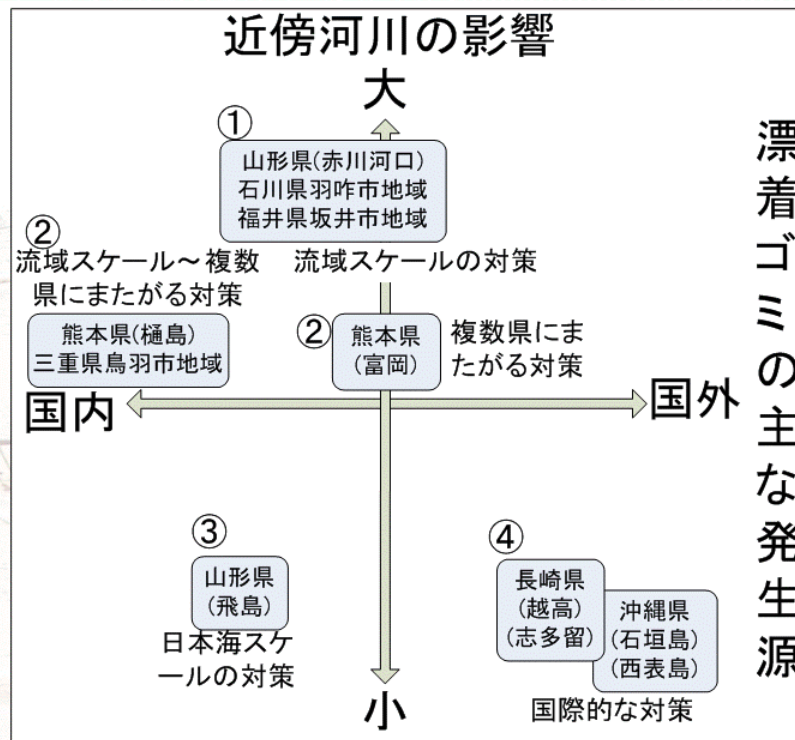 近傍河川の影響
大
①
山形県(赤川河口)
石川県羽咋市地域
福井県坂井市地域
②
流域スケール～複数
県にまたがる対策
流域スケールの対策
熊本県(樋島)
三重県鳥羽市地域
②
熊本県
(富岡)
複数県にま
たがる対策
国内
国外
漂着ゴミの主な発生源
③
山形県
(飛島)
日本海スケ
ールの対策
④
長崎県
(越高)
(志多留)
沖縄県
(石垣島)
(西表島)
国際的な対策
小